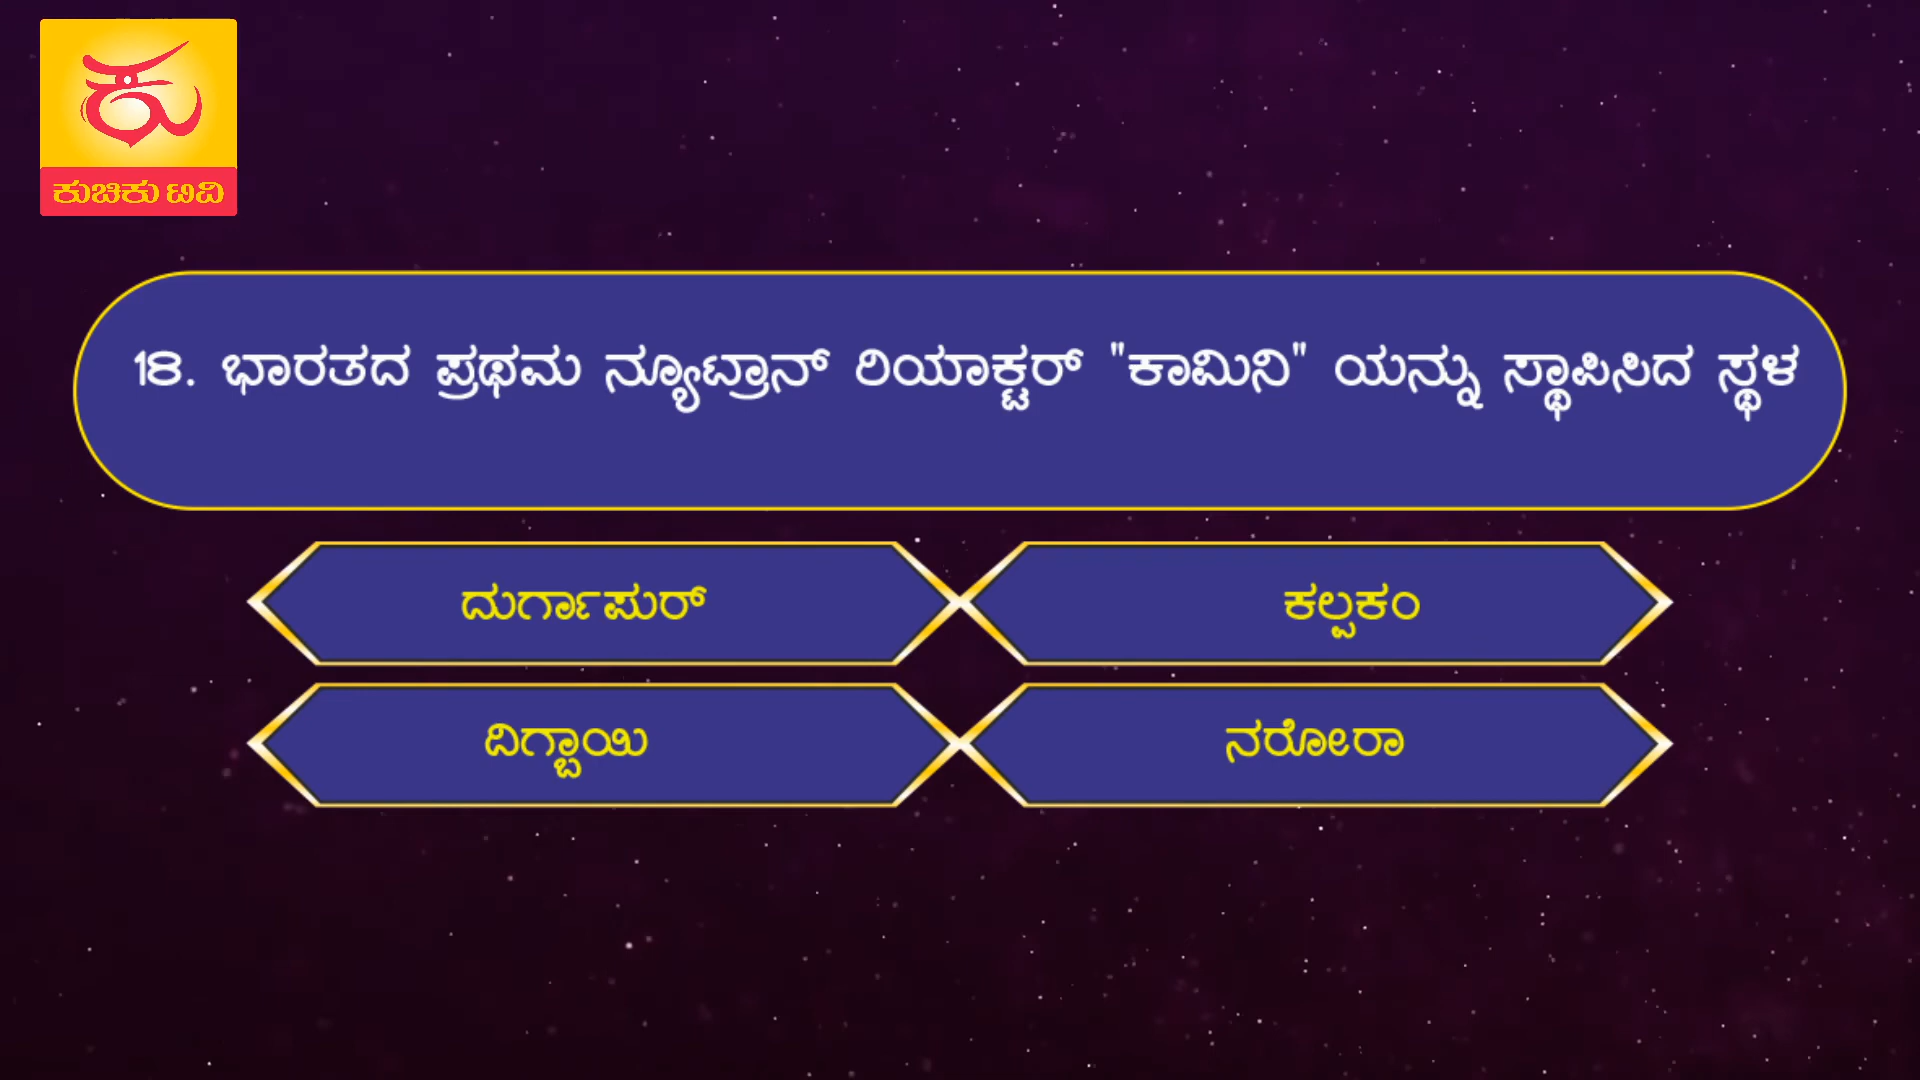 ಕು
ಕುಚಿಕು ಟಿವಿ
18. ಭಾರತದ ಪ್ರಥಮ ನ್ಯೂಟ್ರಾನ್ ರಿಯಾಕ್ಟರ್ "ಕಾಮಿನಿ" ಯನ್ನು ಸ್ಥಾಪಿಸಿದ ಸ್ಥಳ
ದುರ್ಗಾಪುರ್
ಕಲ್ಪಕಂ
ದಿಗ್ಬಾಯಿ
ನರೋರಾ